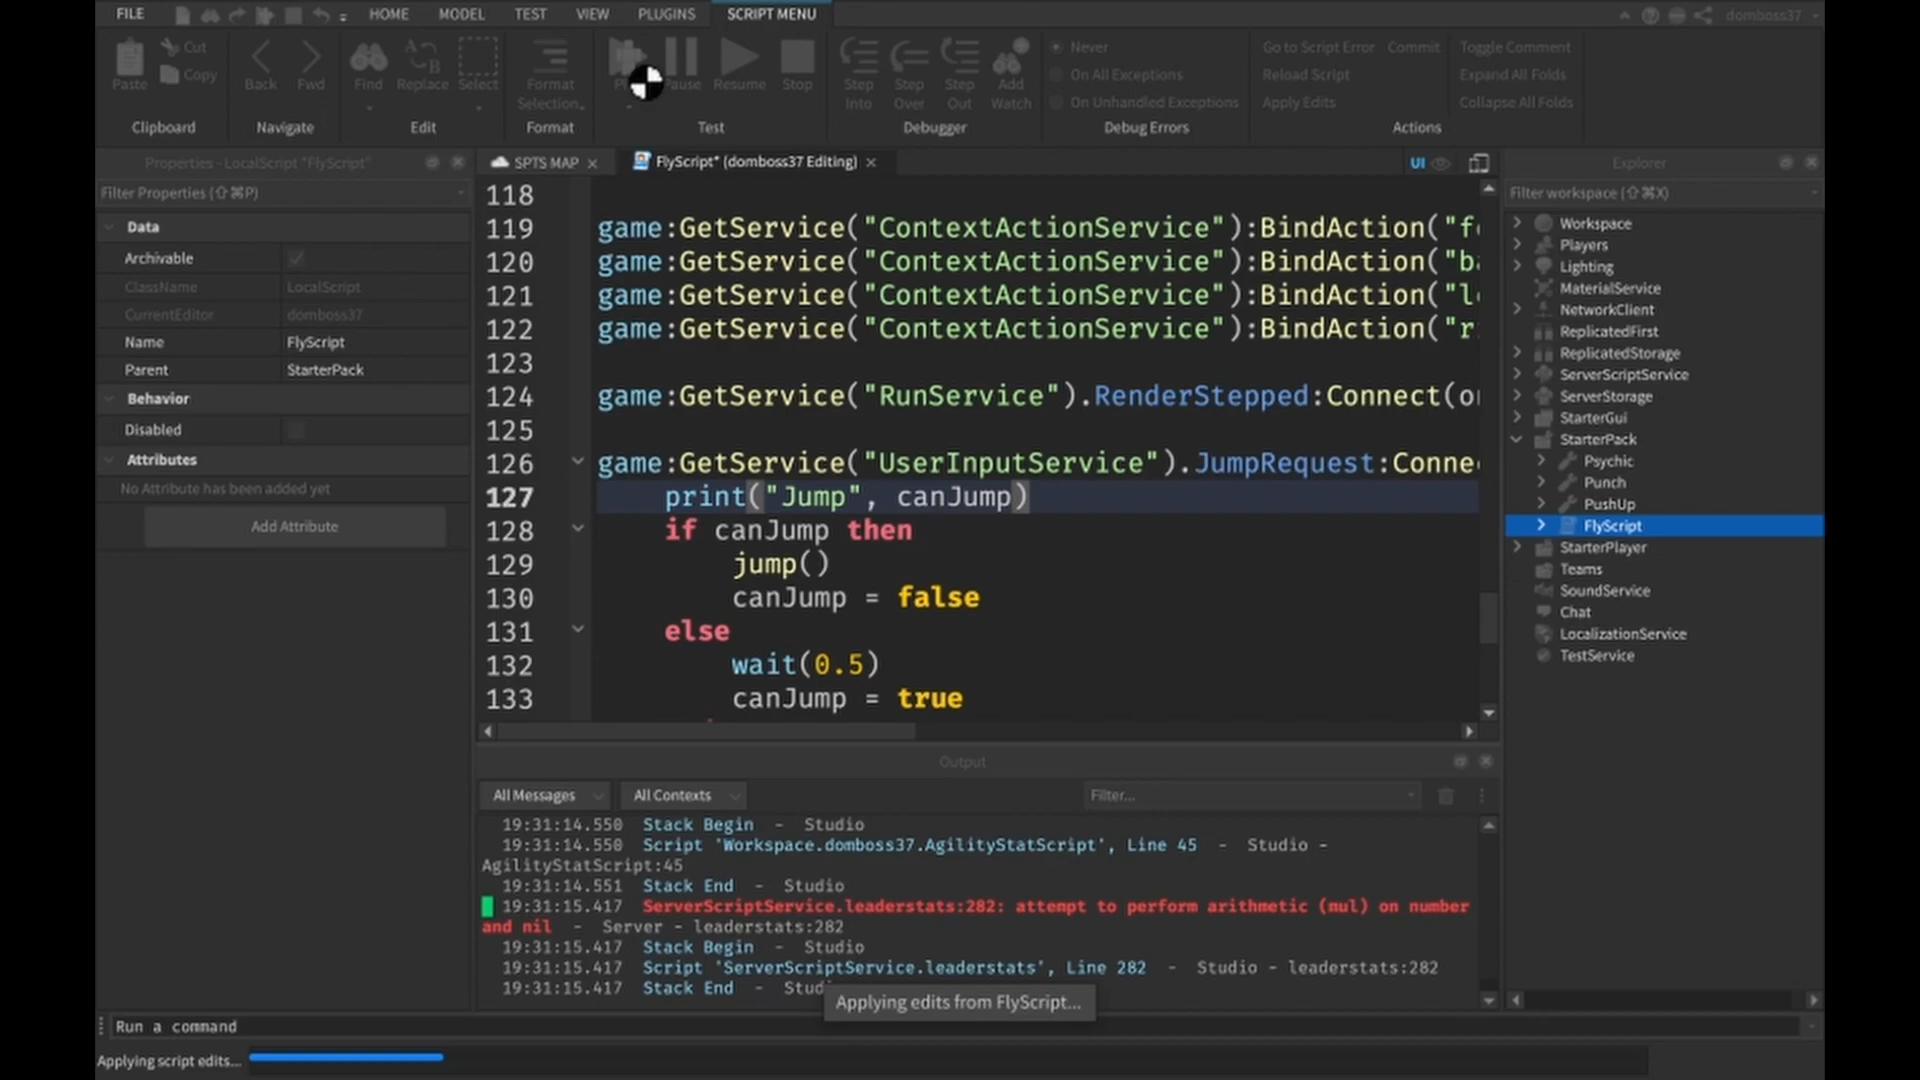 FILE HOME MODEL TEST VIEW PLUGINS SCRIPT MENU domboss37
Paste Cut Copy Back Fwd Find Replace Select Format Selection Pause Resume Stop Step Into Step Over Step Out Add Watch
Never
On All Exceptions
On Unhandled Exceptions
Go to Script Error Commit Toggle Comment
Reload Script Expand All Folds
Apply Edits Collapse All Folds
Clipboard Navigate Edit Format Test Debugger Debug Errors Actions
Properties - LocalScript "FlyScript"
Filter Properties (⇧⌘P)
Data
Archivable
ClassName LocalScript
CurrentEditor domboss37
Name FlyScript
Parent StarterPack
Behavior
Disabled
Attributes
No Attribute has been added yet
Add Attribute
SPTS MAP FlyScript* (domboss37 Editing) UI
118
119 game:GetService("ContextActionService"):BindAction("f
120 game:GetService("ContextActionService"):BindAction("ba
121 game:GetService("ContextActionService"):BindAction("l
122 game:GetService("ContextActionService"):BindAction("r
123
124 game:GetService("RunService").RenderStepped:Connect(o
125
126 game:GetService("UserInputService").JumpRequest:Conne
127 print("Jump", canJump)
128 if canJump then
129 jump()
130 canJump = false
131 else
132 wait(0.5)
133 canJump = true
Explorer
Filter workspace (⇧⌘X)
Workspace
Players
Lighting
MaterialService
NetworkClient
ReplicatedFirst
ReplicatedStorage
ServerScriptService
ServerStorage
StarterGui
StarterPack
Psychic
Punch
PushUp
FlyScript
StarterPlayer
Teams
SoundService
Chat
LocalizationService
TestService
Output
All Messages All Contexts Filter...
19:31:14.550 Stack Begin - Studio
19:31:14.550 Script 'Workspace.domboss37.AgilityStatScript', Line 45 - Studio -
AgilityStatScript:45
19:31:14.551 Stack End - Studio
19:31:15.417 ServerScriptService.leaderstats:282: attempt to perform arithmetic (mul) on number
and nil - Server - leaderstats:282
19:31:15.417 Stack Begin - Studio
19:31:15.417 Script 'ServerScriptService.leaderstats', Line 282 - Studio - leaderstats:282
19:31:15.417 Stack End - Stud
Applying edits from FlyScript...
Run a command
Applying script edits...